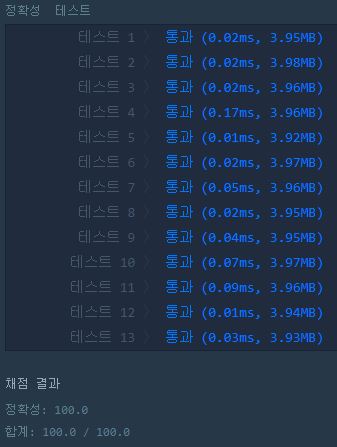 정확성 테스트
테스트 1 〉 통과 (0.02ms, 3.95MB)
테스트 2 〉 통과 (0.02ms, 3.98MB)
테스트 3 〉 통과 (0.02ms, 3.96MB)
테스트 4 〉 통과 (0.17ms, 3.96MB)
테스트 5 〉 통과 (0.01ms, 3.92MB)
테스트 6 〉 통과 (0.02ms, 3.97MB)
테스트 7 〉 통과 (0.05ms, 3.96MB)
테스트 8 〉 통과 (0.02ms, 3.95MB)
테스트 9 〉 통과 (0.04ms, 3.95MB)
테스트 10 〉 통과 (0.07ms, 3.97MB)
테스트 11 〉 통과 (0.09ms, 3.96MB)
테스트 12 〉 통과 (0.01ms, 3.94MB)
테스트 13 〉 통과 (0.03ms, 3.93MB)
채점 결과
정확성: 100.0
합계: 100.0 / 100.0